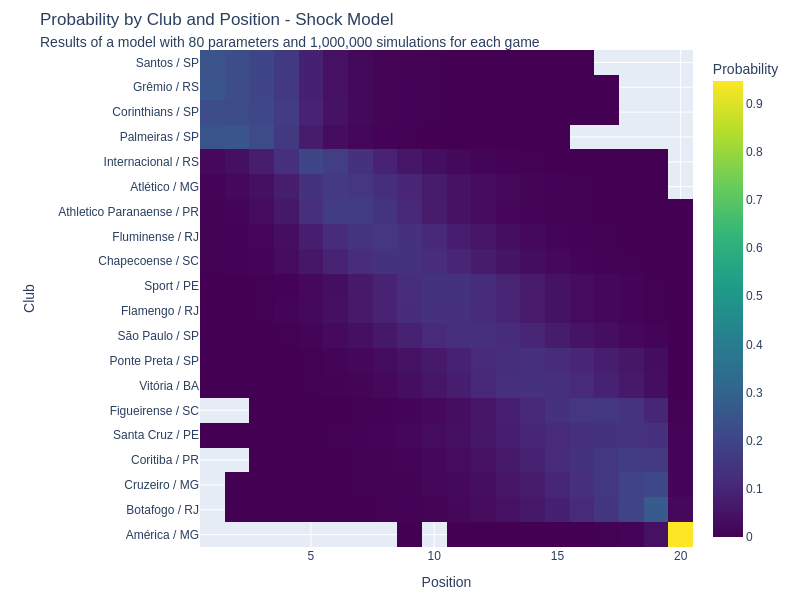 Probability by Club and Position - Shock Model
Results of a model with 80 parameters and 1,000,000 simulations for each game
Probability
Club
Santos / SP
Grêmio / RS
Corinthians / SP
Palmeiras / SP
Internacional / RS
Atlético / MG
Athletico Paranaense / PR
Fluminense / RJ
Chapecoense / SC
Sport / PE
Flamengo / RJ
São Paulo / SP
Ponte Preta / SP
Vitória / BA
Figueirense / SC
Santa Cruz / PE
Coritiba / PR
Cruzeiro / MG
Botafogo / RJ
América / MG
5
10
15
20
Position
0.9
0.8
0.7
0.6
0.5
0.4
0.3
0.2
0.1
0